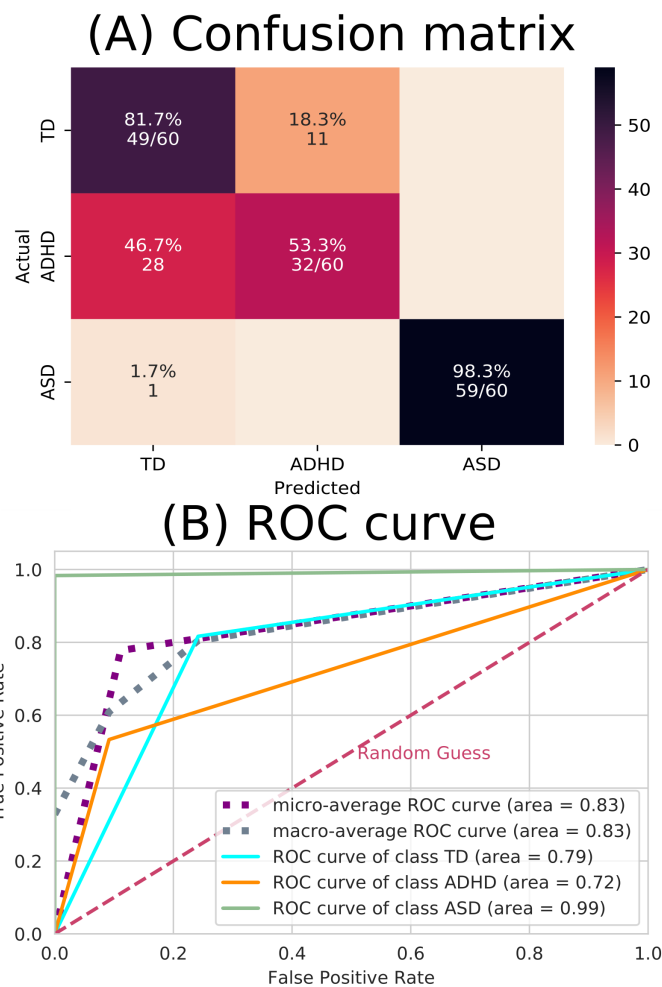 (A) Confusion matrix
TD
81.7%
49/60
18.3%
11
Actual
ADHD
46.7%
28
53.3%
32/60
ASD
1.7%
1
98.3%
59/60
TD
ADHD
ASD
Predicted
50
40
30
20
10
0
(B) ROC curve
1.0
0.8
0.6
0.4
0.2
0.0
True Positive Rate
Random Guess
micro-average ROC curve (area = 0.83)
macro-average ROC curve (area = 0.83)
ROC curve of class TD (area = 0.79)
ROC curve of class ADHD (area = 0.72)
ROC curve of class ASD (area = 0.99)
0.0
0.2
0.4
0.6
0.8
1.0
False Positive Rate